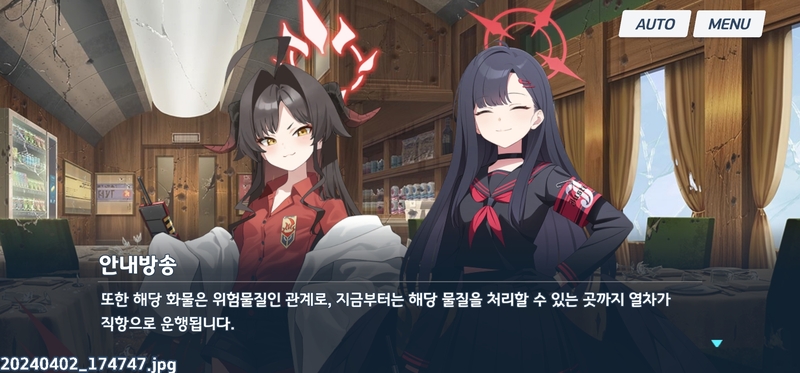 AUTO
MENU
안내방송
또한 해당 화물은 위험물질인 관계로, 지금부터는 해당 물질을 처리할 수 있는 곳까지 열차가
직항으로 운행됩니다.
20240402_174747.jpg